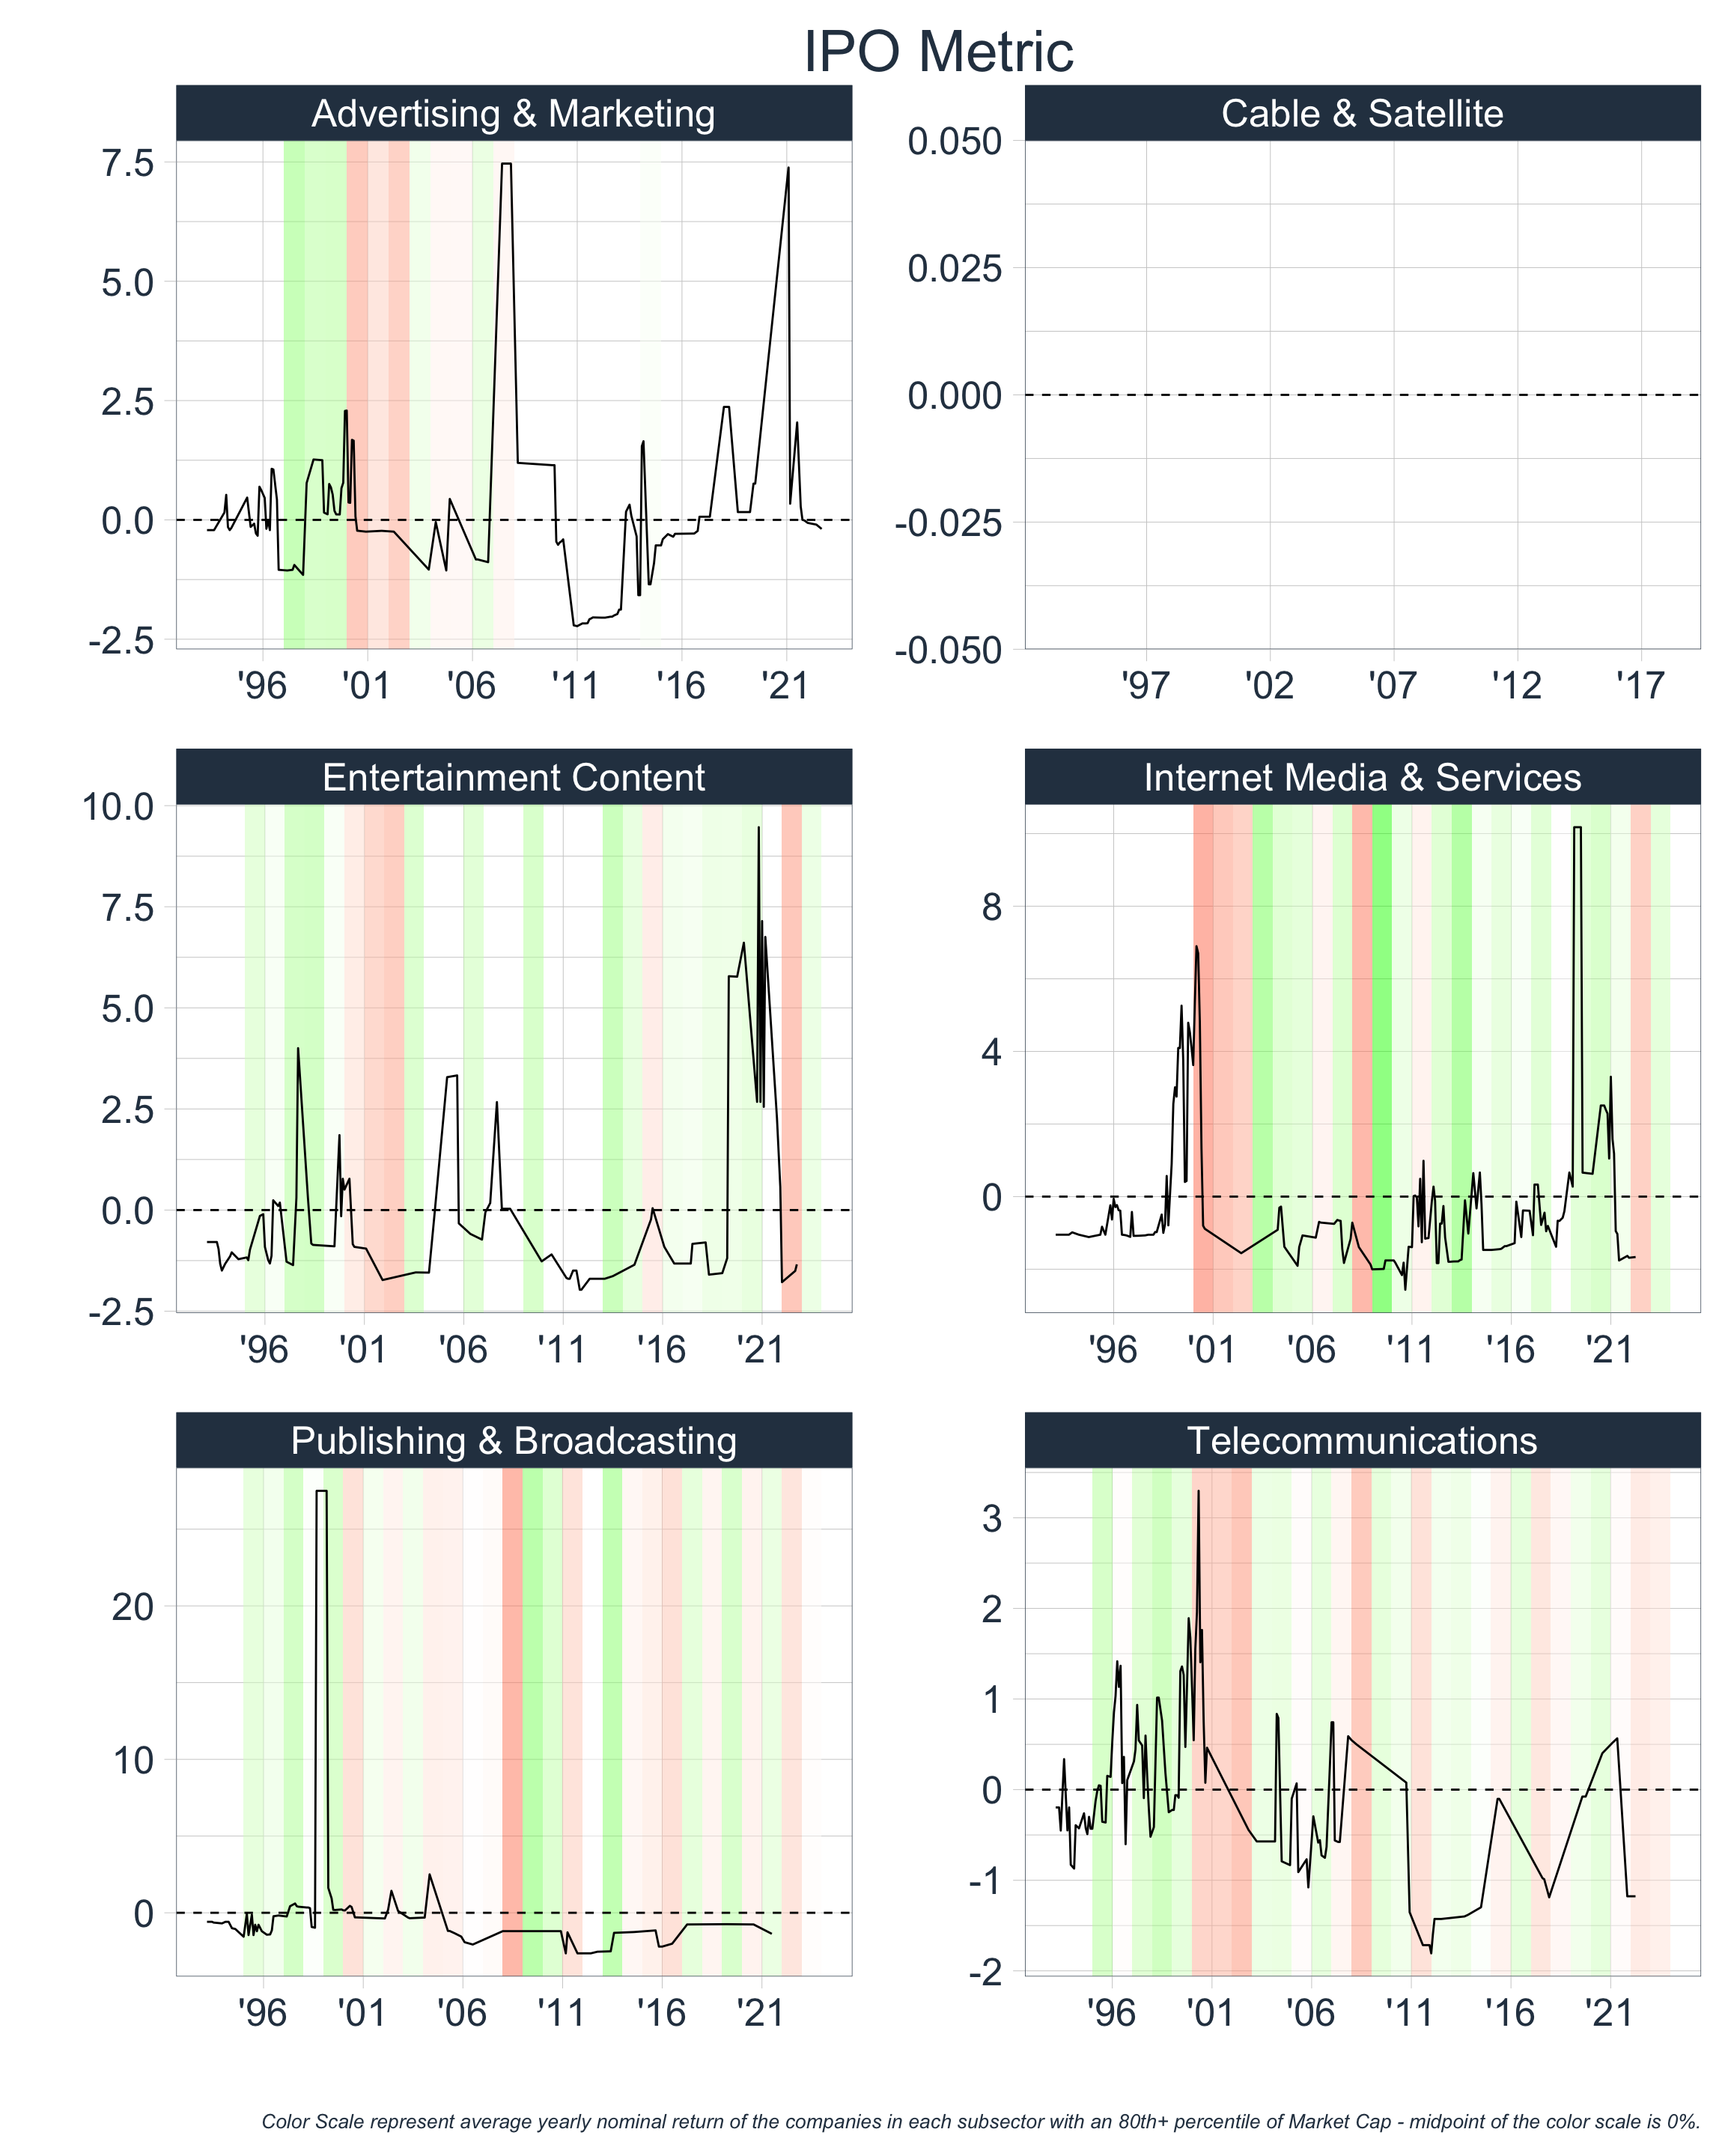 IPO Metric
Advertising & Marketing
7.5
5.0
2.5
0.0
-2.5
'96 '01 '06 '11 '16 '21
Cable & Satellite
0.050
0.025
0.000
-0.025
-0.050
'97 '02 '07 '12 '17
Entertainment Content
10.0
7.5
5.0
2.5
0.0
-2.5
'96 '01 '06 '11 '16 '21
Internet Media & Services
8
4
0
'96 '01 '06 '11 '16 '21
Publishing & Broadcasting
20
10
0
'96 '01 '06 '11 '16 '21
Telecommunications
3
2
1
0
-1
-2
'96 '01 '06 '11 '16 '21
Color Scale represent average yearly nominal return of the companies in each subsector with an 80th+ percentile of Market Cap - midpoint of the color scale is 0%.